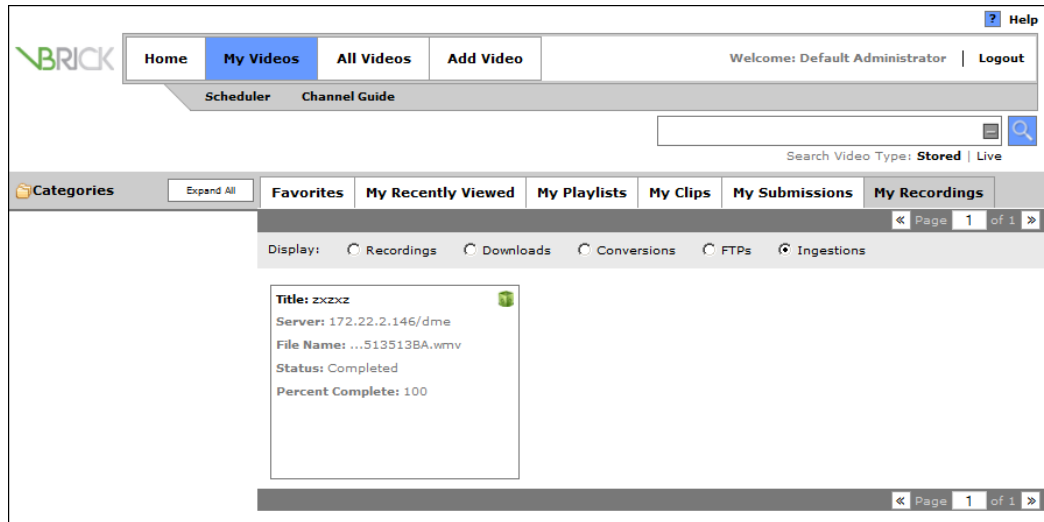 ? Help
VBRICK
Home My Videos All Videos Add Video Welcome: Default Administrator | Logout
Scheduler Channel Guide
Search Video Type: Stored | Live
Categories Expand All Favorites My Recently Viewed My Playlists My Clips My Submissions My Recordings
« Page 1 of 1 »
Display: Recordings Downloads Conversions FTPs Ingestions
Title: zxzxz
Server: 172.22.2.146/dme
File Name: ...513513BA.wmv
Status: Completed
Percent Complete: 100
« Page 1 of 1 »